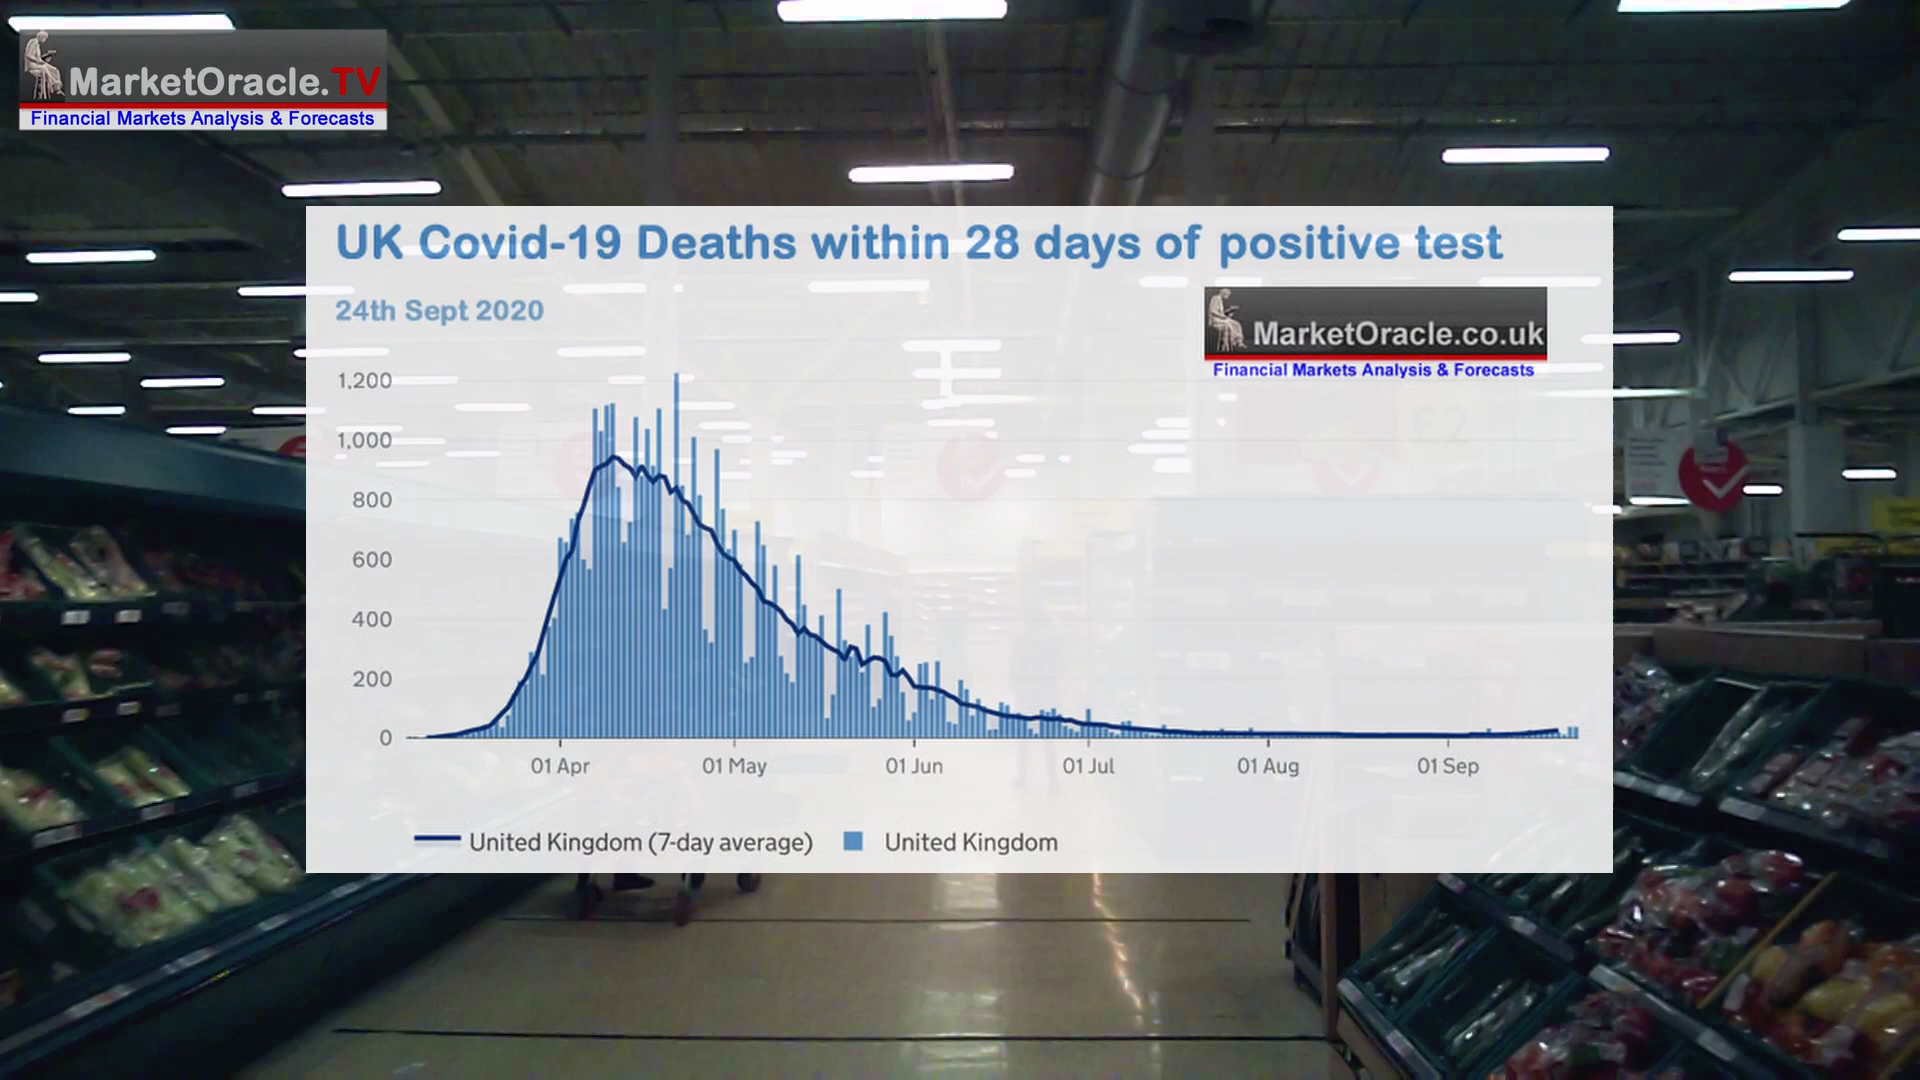 MarketOracle.TV
Financial Markets Analysis & Forecasts
UK Covid-19 Deaths within 28 days of positive test
24th Sept 2020
MarketOracle.co.uk
Financial Markets Analysis & Forecasts
1,200
1,000
800
600
400
200
0
01 Apr
01 May
01 Jun
01 Jul
01 Aug
01 Sep
United Kingdom (7-day average)
United Kingdom